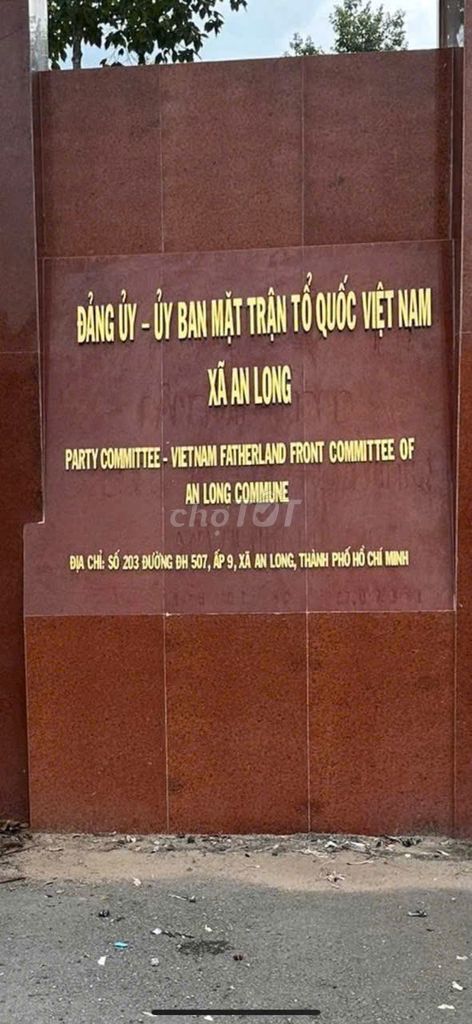 ĐẢNG ỦY – ỦY BAN MẶT TRẬN TỔ QUỐC VIỆT NAM
XÃ AN LONG
PARTY COMMITTEE - VIETNAM FATHERLAND FRONT COMMITTEE OF
AN LONG COMMUNE
chợTỐT
ĐỊA CHỈ: SỐ 203 ĐƯỜNG ĐH 507, ẤP 9, XÃ AN LONG, THÀNH PHỐ HỒ CHÍ MINH